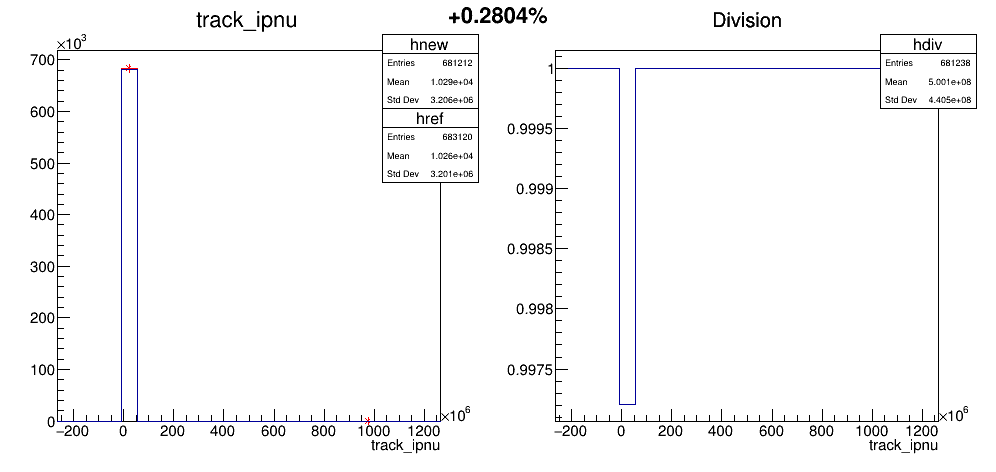 +0.2804%
track_ipnu
×10³
hnew
Entries 681212
Mean 1.029e+04
Std Dev 3.206e+06
href
Entries 683120
Mean 1.026e+04
Std Dev 3.201e+06
700
600
500
400
300
200
100
0
−200 0 200 400 600 800 1000 1200
×10⁶
track_ipnu
Division
hdiv
Entries 681238
Mean 5.001e+08
Std Dev 4.405e+08
1
0.9995
0.999
0.9985
0.998
0.9975
−200 0 200 400 600 800 1000 1200
×10⁶
track_ipnu